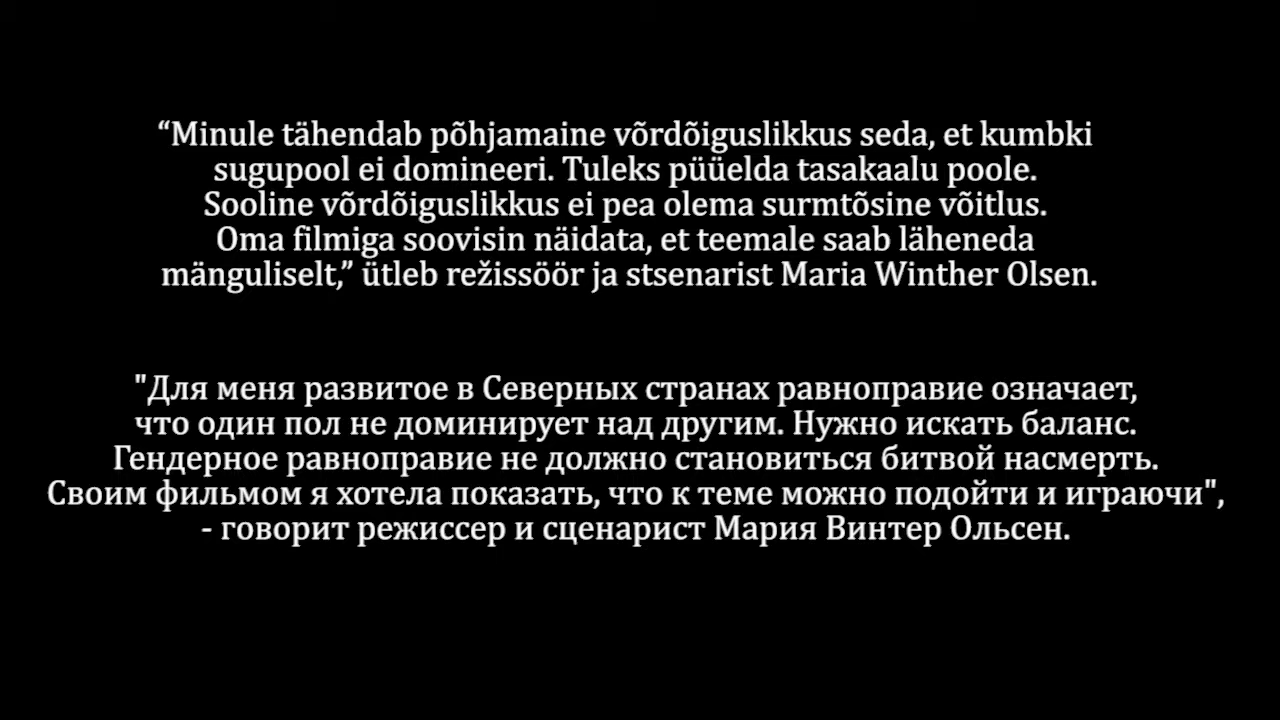 “Minule tähendab põhjamaine võrdõiguslikkus seda, et kumbki
sugupool ei domineeri. Tuleks püüelda tasakaalu poole.
Sooline võrdõiguslikkus ei pea olema surmtõsine võitlus.
Oma filmiga soovisin näidata, et teemale saab läheneda
mänguliselt,” ütleb režissöör ja stsenarist Maria Winther Olsen.
"Для меня развитое в Северных странах равноправие означает,
что один пол не доминирует над другим. Нужно искать баланс.
Гендерное равноправие не должно становиться битвой насмерть.
Своим фильмом я хотела показать, что к теме можно подойти и играючи",
- говорит режиссер и сценарист Мария Винтер Ольсен.